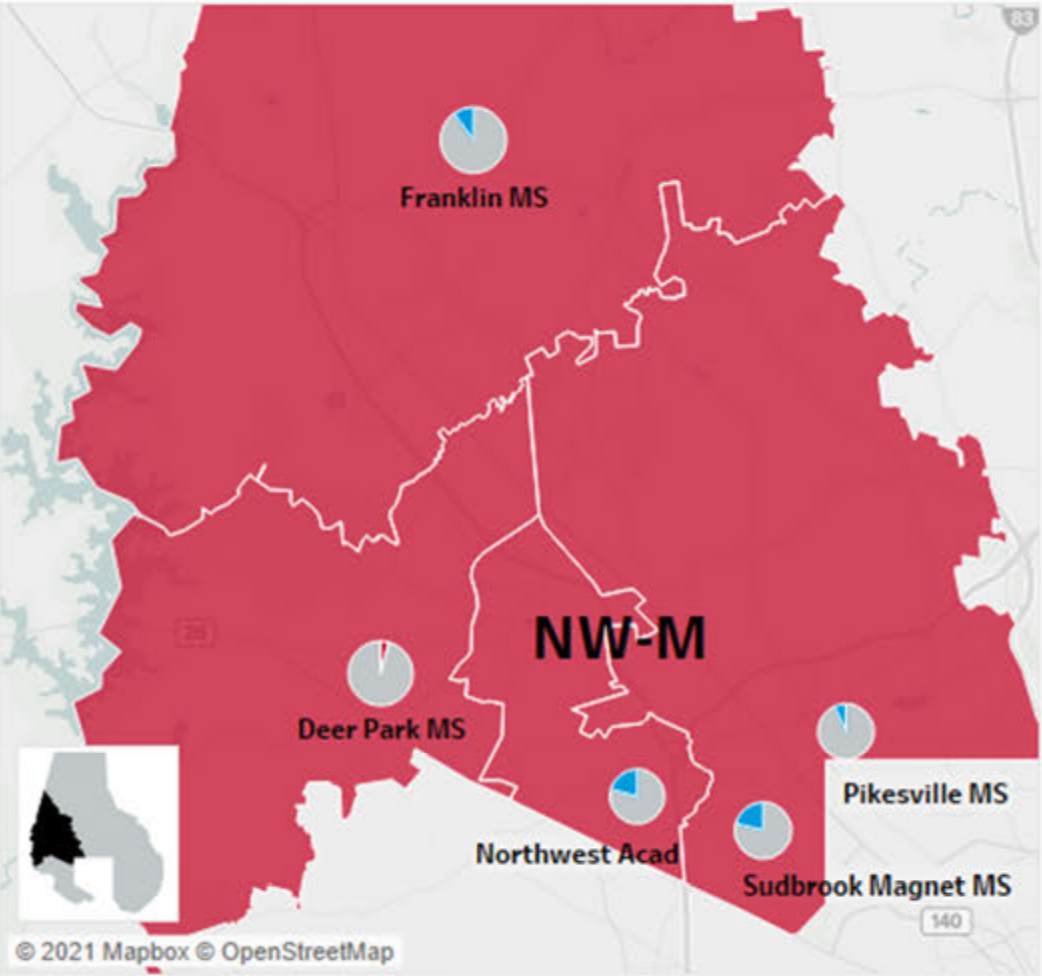 83
Franklin MS
NW-M
26
Deer Park MS
Pikesville MS
Northwest Acad
Sudbrook Magnet MS
140
© 2021 Mapbox © OpenStreetMap